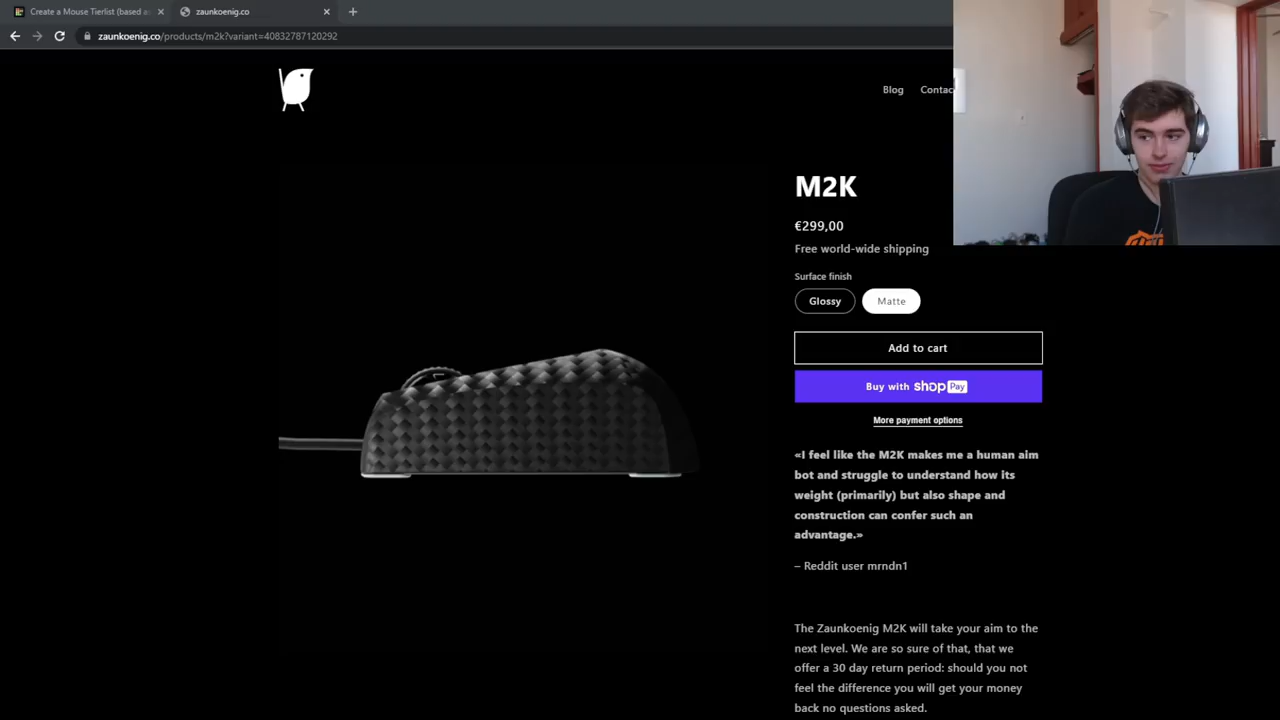 Create a Mouse Tierlist (based a
zaunkoenig.co
zaunkoenig.co/products/m2k?variant=40832787120292
Blog
Contac
M2K
€299,00
Free world-wide shipping
Surface finish
Glossy
Matte
Add to cart
Buy with shop Pay
More payment options
«I feel like the M2K makes me a human aim
bot and struggle to understand how its
weight (primarily) but also shape and
construction can confer such an
advantage.»
– Reddit user mrndn1
The Zaunkoenig M2K will take your aim to the
next level. We are so sure of that, that we
offer a 30 day return period: should you not
feel the difference you will get your money
back no questions asked.